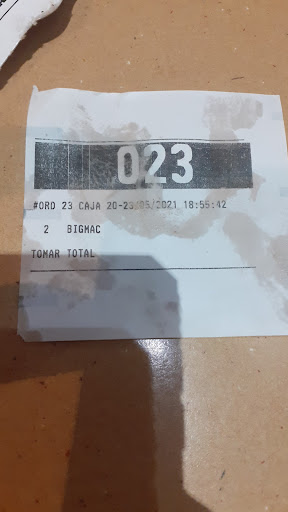 023
#ORD 23 CAJA 20-23/05/2021 18:55:42
2 BIGMAC
TOMAR TOTAL